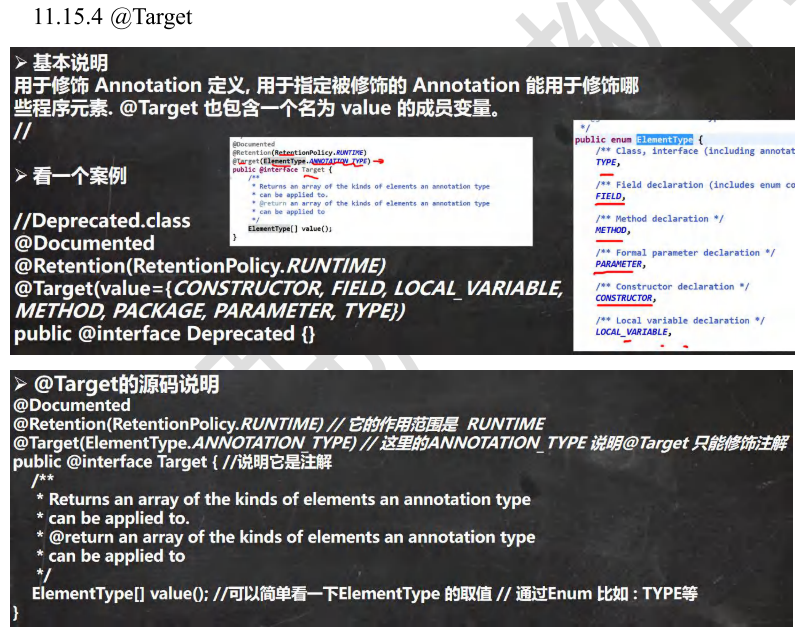 11.15.4 @Target
➢ 基本说明
用于修饰 Annotation 定义, 用于指定被修饰的 Annotation 能用于修饰哪
些程序元素. @Target 也包含一个名为 value 的成员变量。
//
➢ 看一个案例
//Deprecated.class
@Documented
@Retention(RetentionPolicy.RUNTIME)
@Target(value={CONSTRUCTOR, FIELD, LOCAL_VARIABLE,
METHOD, PACKAGE, PARAMETER, TYPE})
public @interface Deprecated {}
@Documented
@Retention(RetentionPolicy.RUNTIME)
@Target(ElementType.ANNOTATION_TYPE)
public @interface Target {
/**
* Returns an array of the kinds of elements an annotation type
* can be applied to.
* @return an array of the kinds of elements an annotation type
* can be applied to
*/
ElementType[] value();
}
*/
public enum ElementType {
/** Class, interface (including annotat
TYPE,
/** Field declaration (includes enum co
FIELD,
/** Method declaration */
METHOD,
/** Formal parameter declaration */
PARAMETER,
/** Constructor declaration */
CONSTRUCTOR,
/** Local variable declaration */
LOCAL_VARIABLE,
➢ @Target的源码说明
@Documented
@Retention(RetentionPolicy.RUNTIME) // 它的作用范围是 RUNTIME
@Target(ElementType.ANNOTATION_TYPE) // 这里的ANNOTATION_TYPE 说明@Target 只能修饰注解
public @interface Target { //说明它是注解
/**
* Returns an array of the kinds of elements an annotation type
* can be applied to.
* @return an array of the kinds of elements an annotation type
* can be applied to
*/
ElementType[] value(); //可以简单看一下ElementType 的取值 // 通过Enum 比如 : TYPE等
}